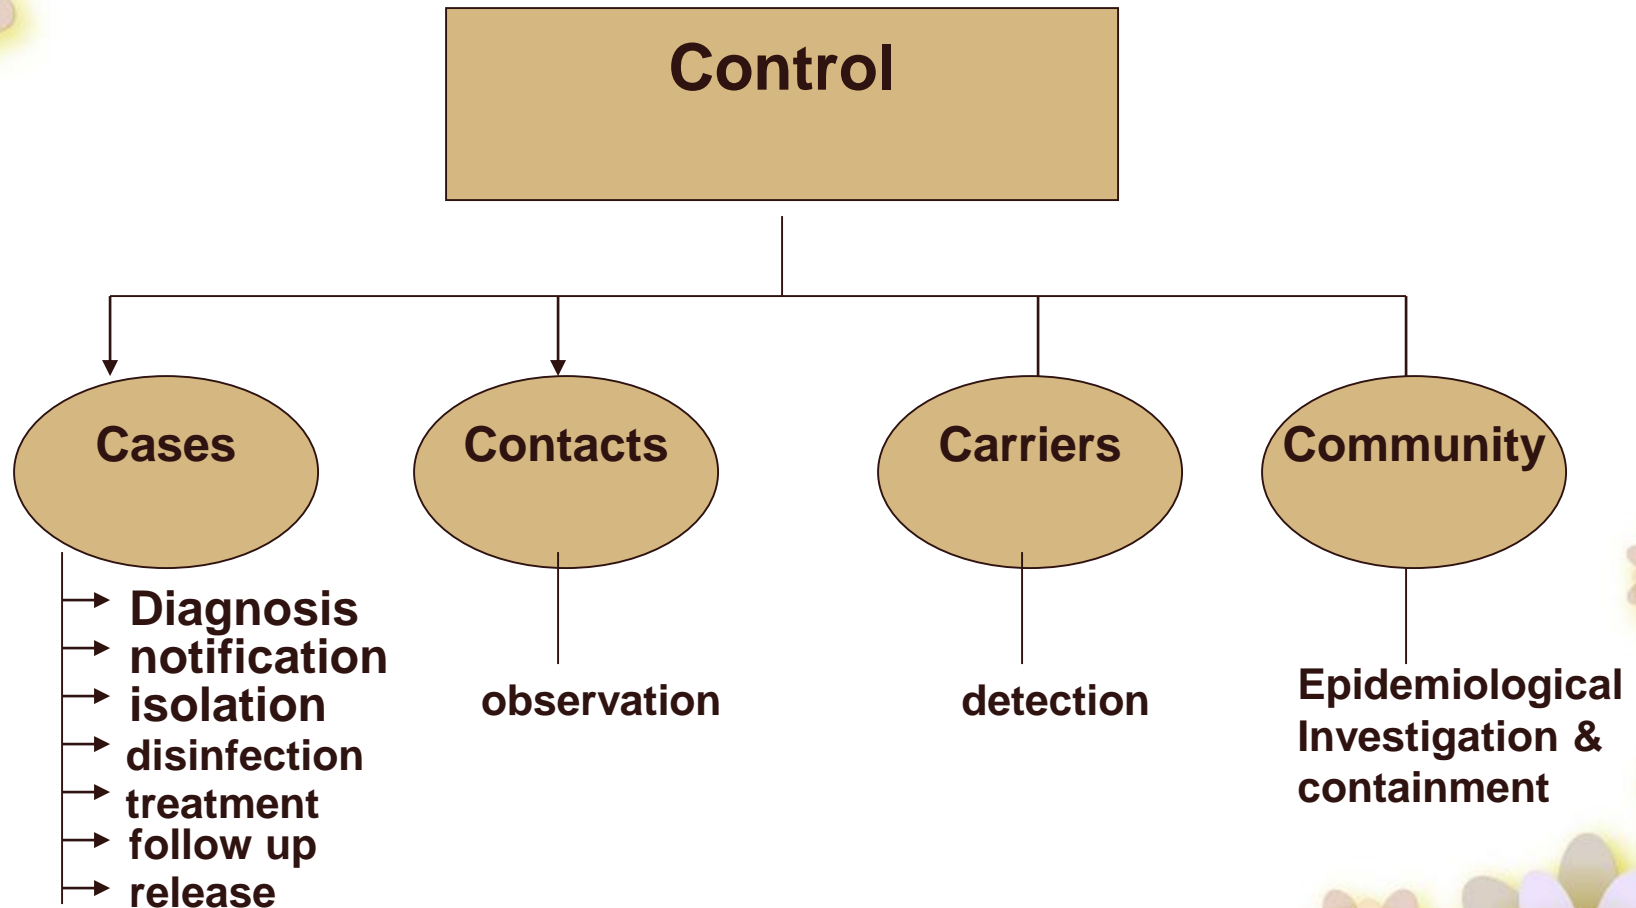 Control
Cases
Contacts
Carriers
Community
Diagnosis
notification
isolation
disinfection
treatment
follow up
release
observation
detection
Epidemiological
Investigation &
containment